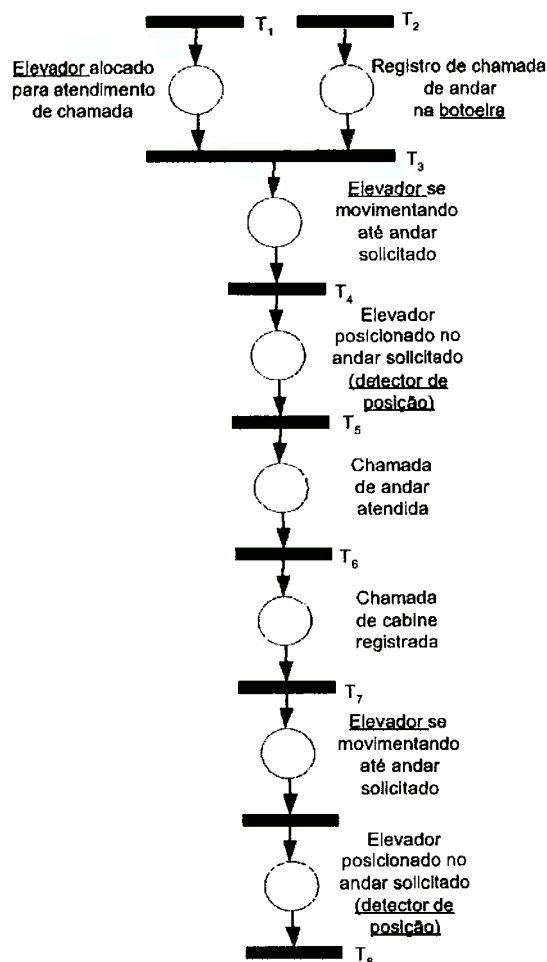 T1
T2
Elevador alocado
para atendimento
de chamada
Registro de chamada
de andar
na botoeira
T3
Elevador se
movimentando
até andar
solicitado
T4
Elevador
posicionado no
andar solicitado
(detector de
posição)
T5
Chamada
de andar
atendida
T6
Chamada
de cabine
registrada
T7
Elevador se
movimentando
até andar
solicitado
Elevador
posicionado no
andar solicitado
(detector de
posição)
T8